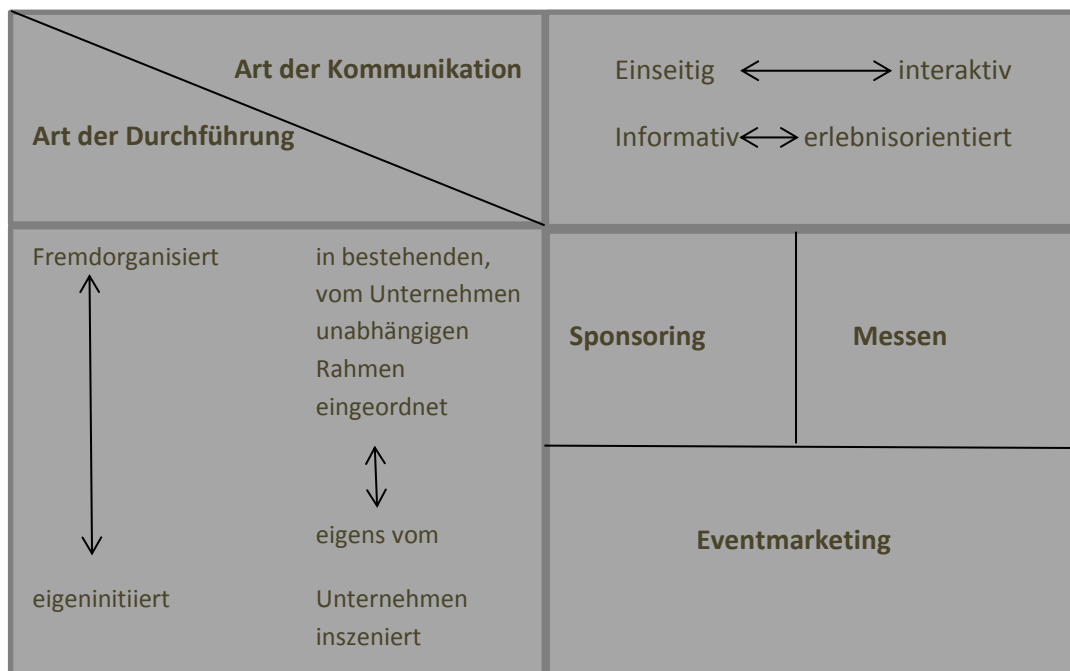 Art der Kommunikation
Art der Durchführung
Einseitig interaktiv
Informativ erlebnisorientiert
Fremdorganisiert
in bestehenden,
vom Unternehmen
unabhängigen
Rahmen
eingeordnet
eigens vom
eigeninitiiert
Unternehmen
inszeniert
Sponsoring
Messen
Eventmarketing